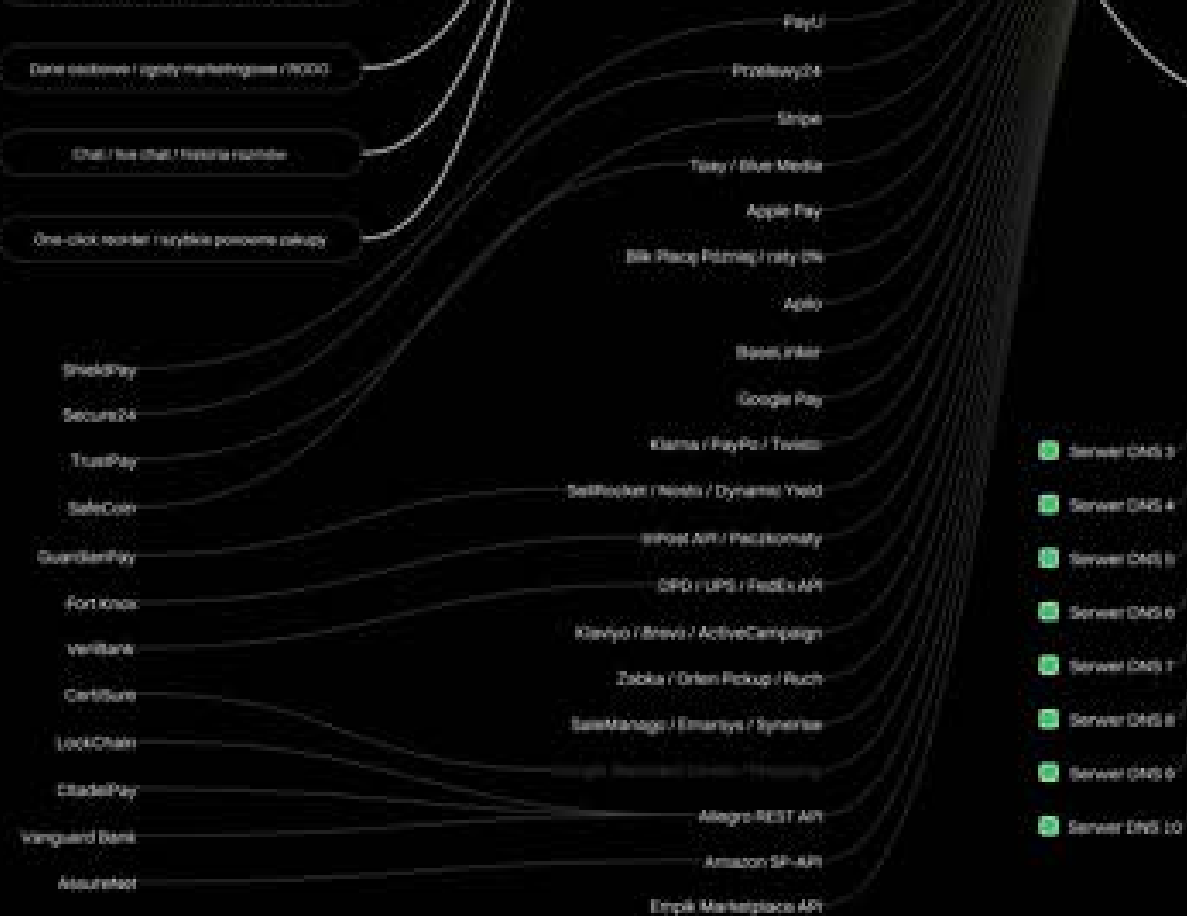 Dane osobowe / zgody marketingowe / RODO
Chat / live chat / historia rozmów
One-click reorder / szybkie ponowne zakupy
ShieldPay
Secure24
TrustPay
SafeCoin
GuardianPay
Fort Knox
VeriBank
CertiSure
LockChain
CitadelPay
Vanguard Bank
AssureNet
PayU
Przelewy24
Stripe
Tpay / Blue Media
Apple Pay
Blik Płacę Później / raty 0%
Apilo
BaseLinker
Google Pay
Klarna / PayPo / Twisto
SellRocket / Nosto / Dynamic Yield
InPost API / Paczkomaty
DPD / UPS / FedEx API
Klaviyo / Brevo / ActiveCampaign
Żabka / Orlen Pickup / Ruch
SaleManago / Emarsys / Synerise
Allegro REST API
Amazon SP-API
Empik Marketplace API
Serwer DNS 3
Serwer DNS 4
Serwer DNS 5
Serwer DNS 6
Serwer DNS 7
Serwer DNS 8
Serwer DNS 9
Serwer DNS 10